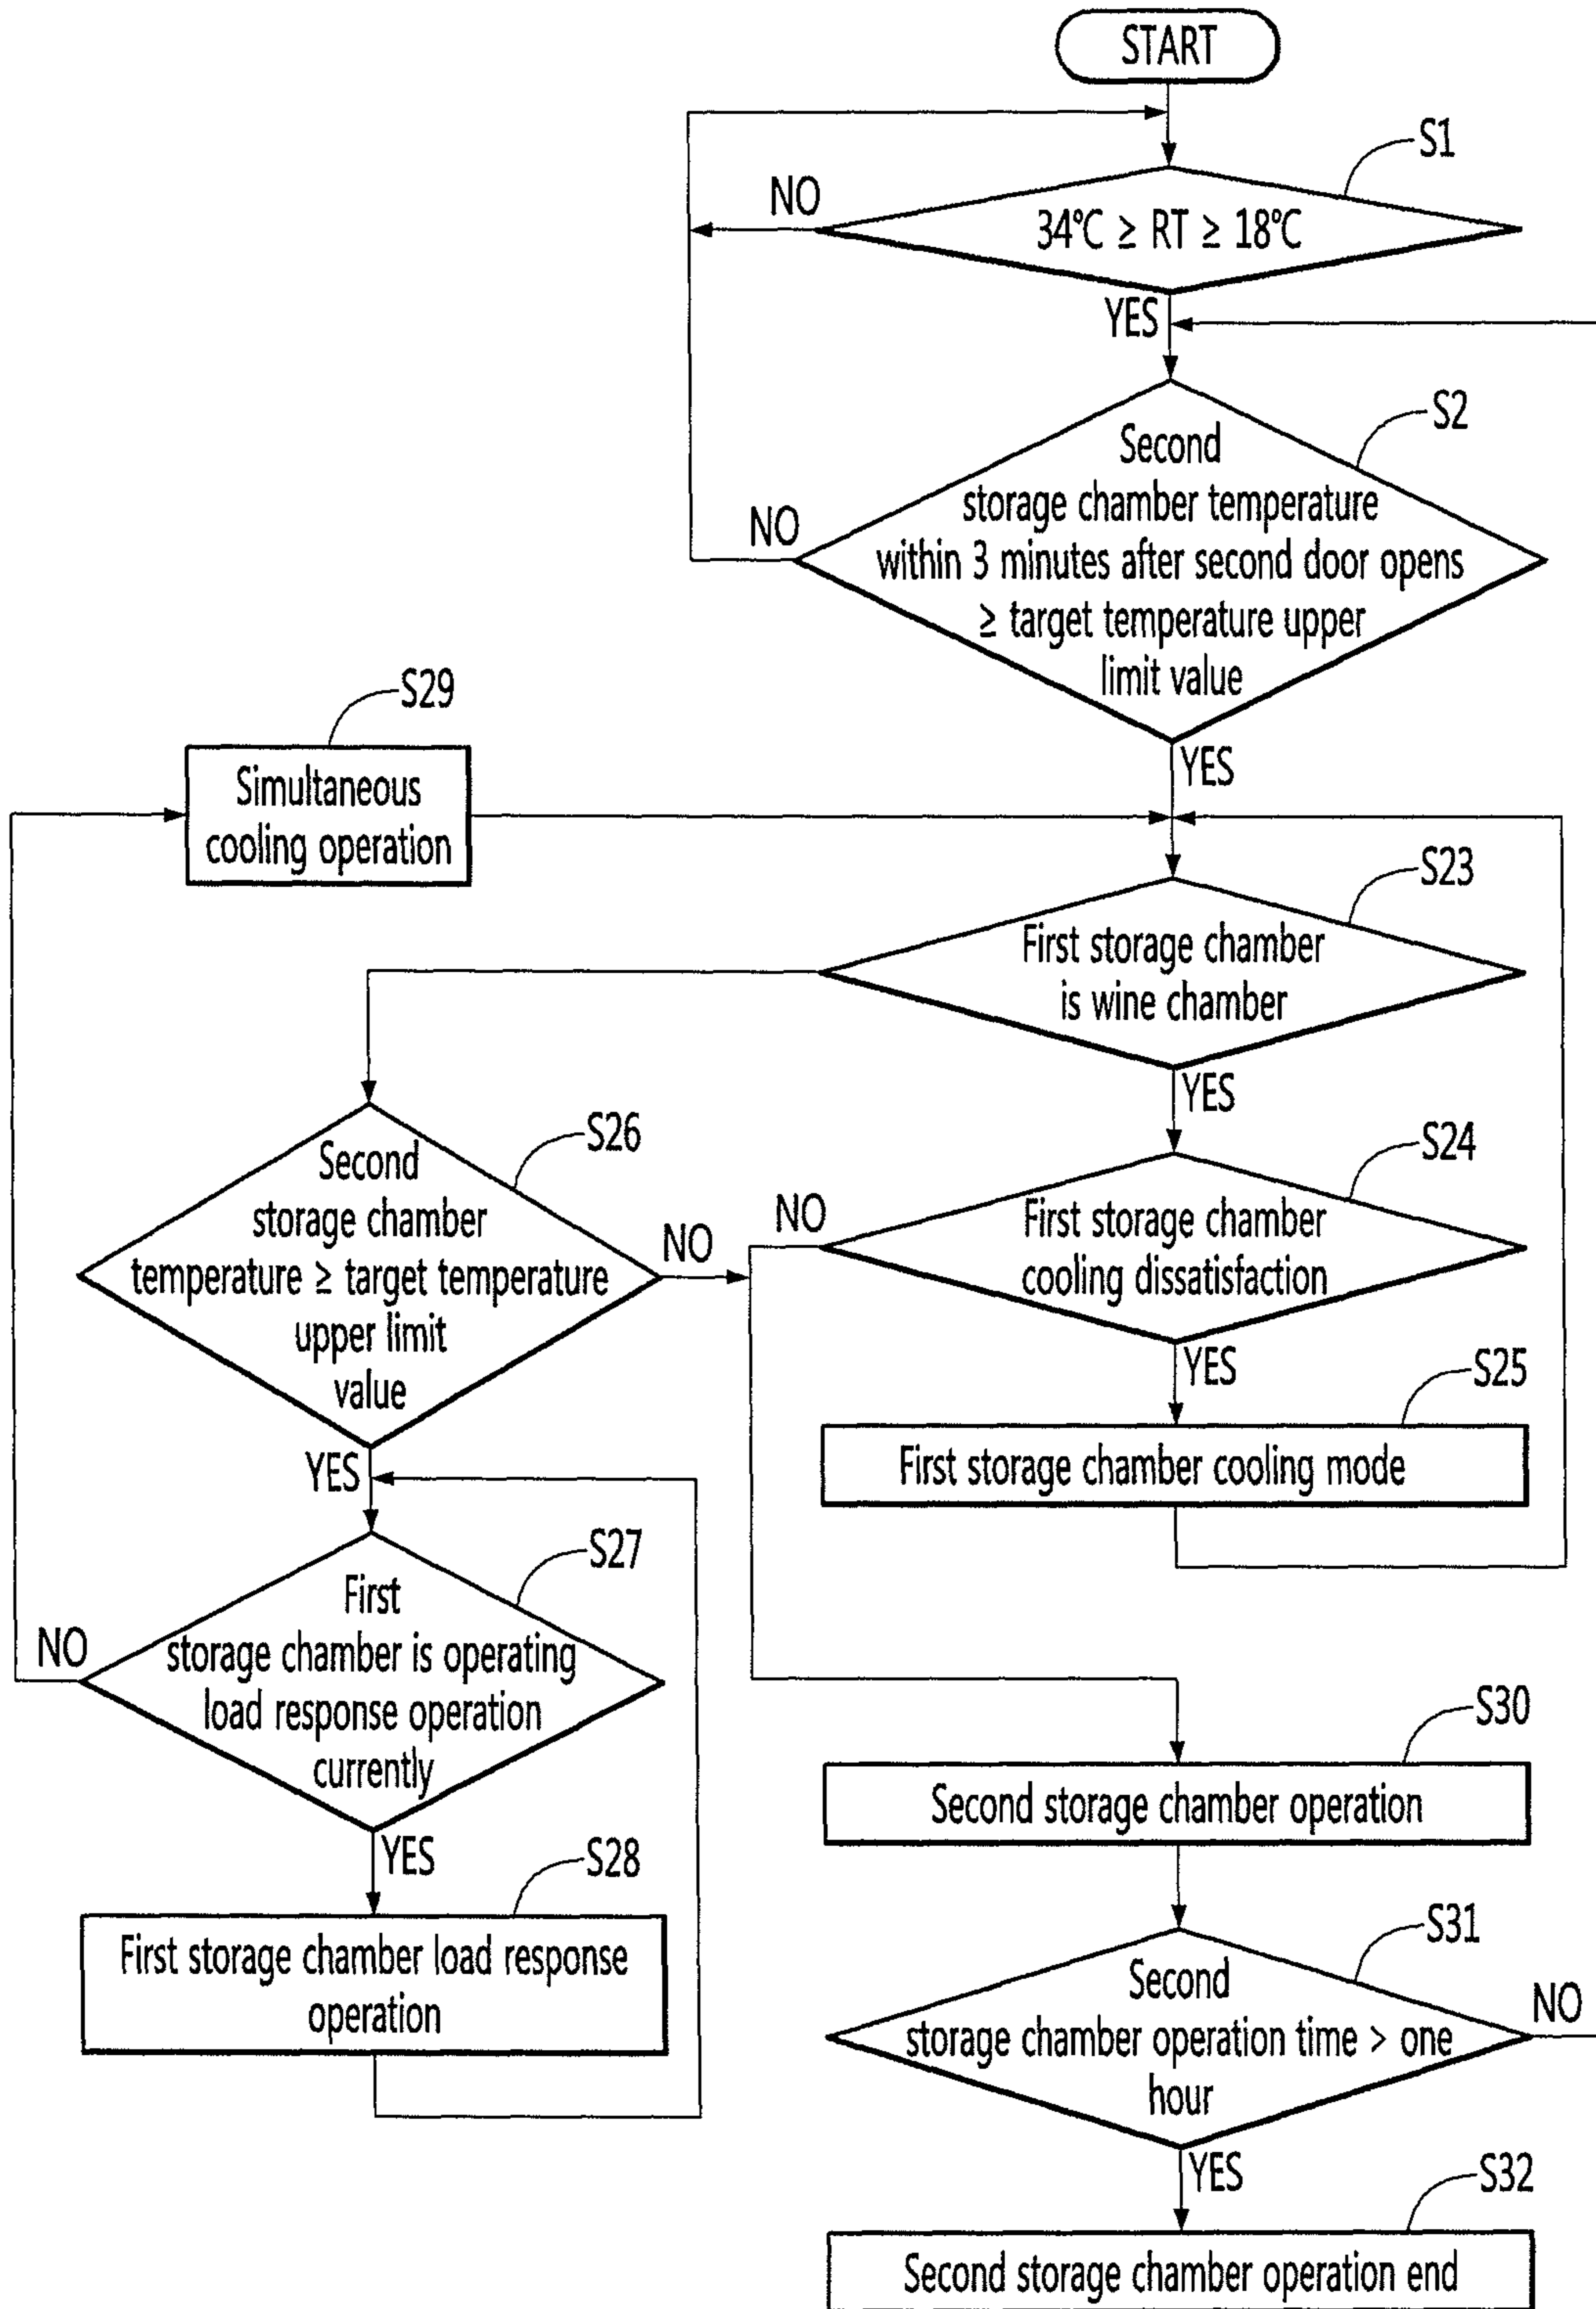 START
S1
NO
34℃ ≥ RT ≥ 18℃
YES
S2
Second
storage chamber temperature
within 3 minutes after second door opens
≥ target temperature upper
limit value
NO
YES
S29
Simultaneous
cooling operation
S23
First storage chamber
is wine chamber
YES
S26
Second
storage chamber
temperature ≥ target temperature
upper limit
value
NO
YES
S24
NO
First storage chamber
cooling dissatisfaction
YES
S25
First storage chamber cooling mode
S27
First
storage chamber is operating
load response operation
currently
NO
YES
S28
First storage chamber load response
operation
S30
Second storage chamber operation
S31
Second
storage chamber operation time > one
hour
NO
YES
S32
Second storage chamber operation end